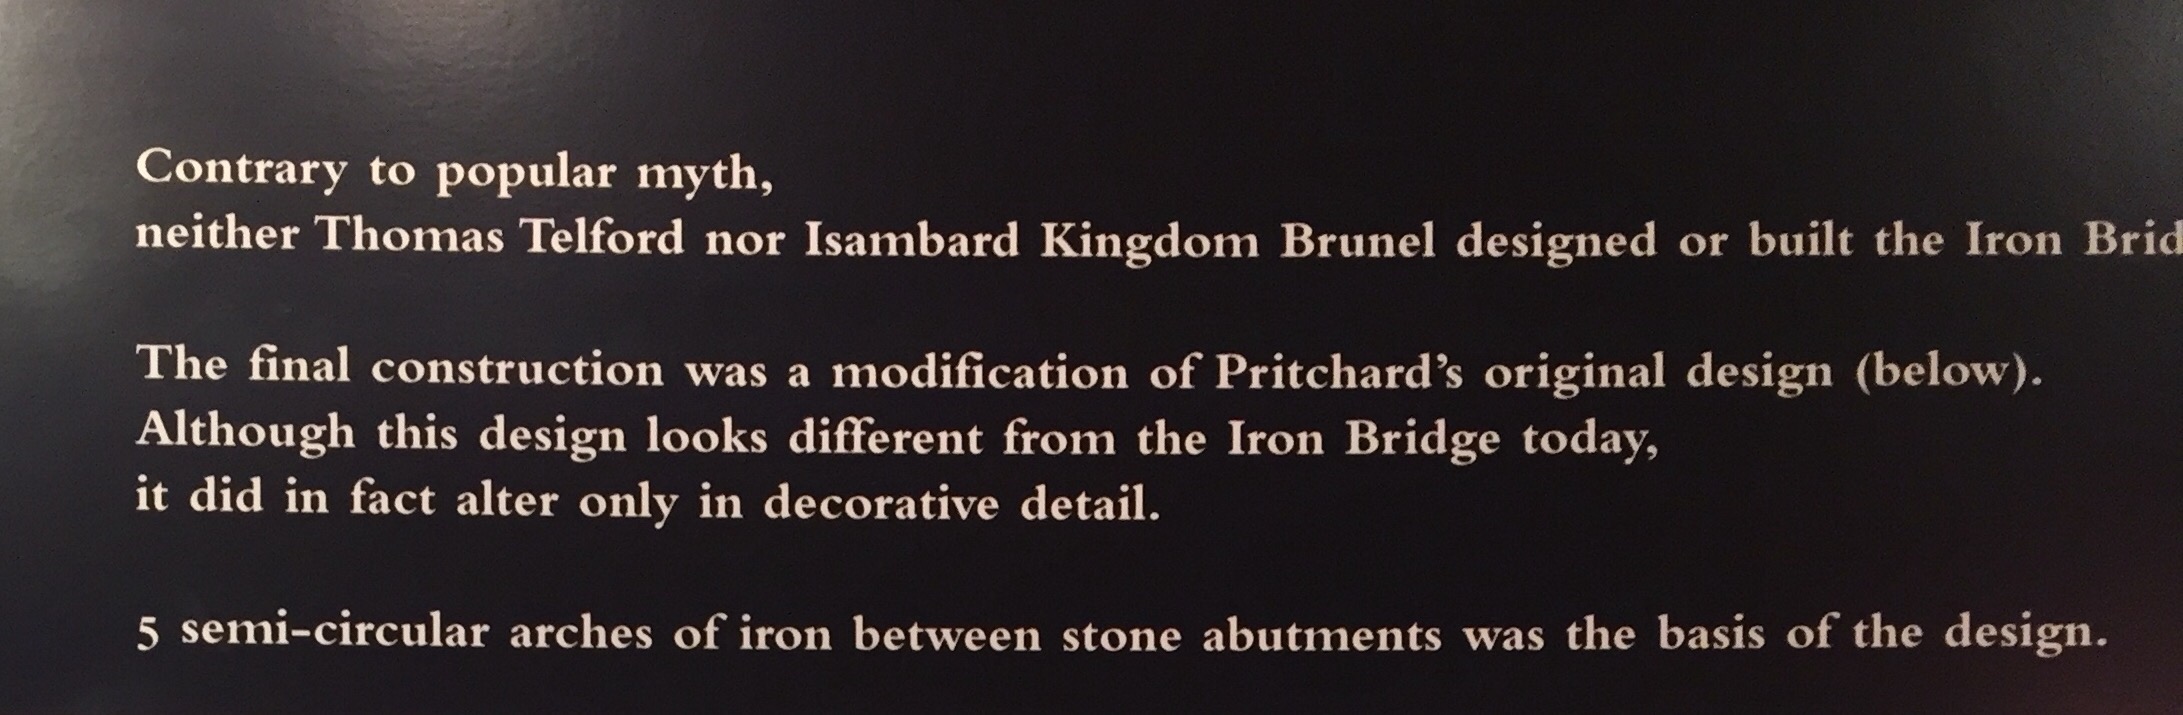 Contrary to popular myth,
neither Thomas Telford nor Isambard Kingdom Brunel designed or built the Iron Brid
The final construction was a modification of Pritchard’s original design (below).
Although this design looks different from the Iron Bridge today,
it did in fact alter only in decorative detail.
5 semi-circular arches of iron between stone abutments was the basis of the design.